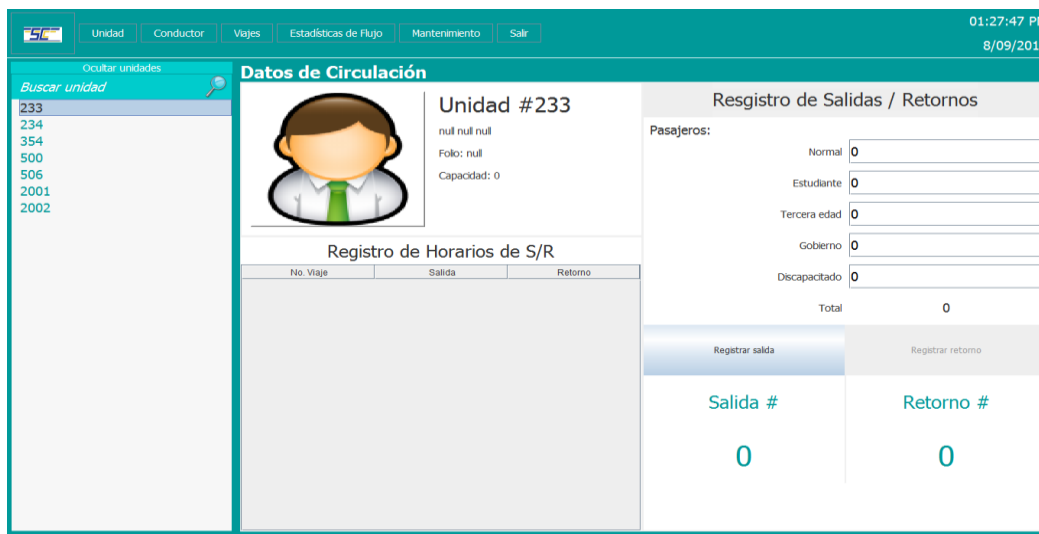 SC
Unidad Conductor Viajes Estadísticas de Flujo Mantenimiento Salir
01:27:47 P
8/09/201
Ocultar unidades
Buscar unidad
233
234
354
500
506
2001
2002
Datos de Circulación
Unidad #233
null null null
Folio: null
Capacidad: 0
Registro de Horarios de S/R
No. Viaje Salida Retorno
Resgistro de Salidas / Retornos
Pasajeros:
Normal 0
Estudiante 0
Tercera edad 0
Gobierno 0
Discapacitado 0
Total 0
Registrar salida Registrar retorno
Salida # Retorno #
0 0